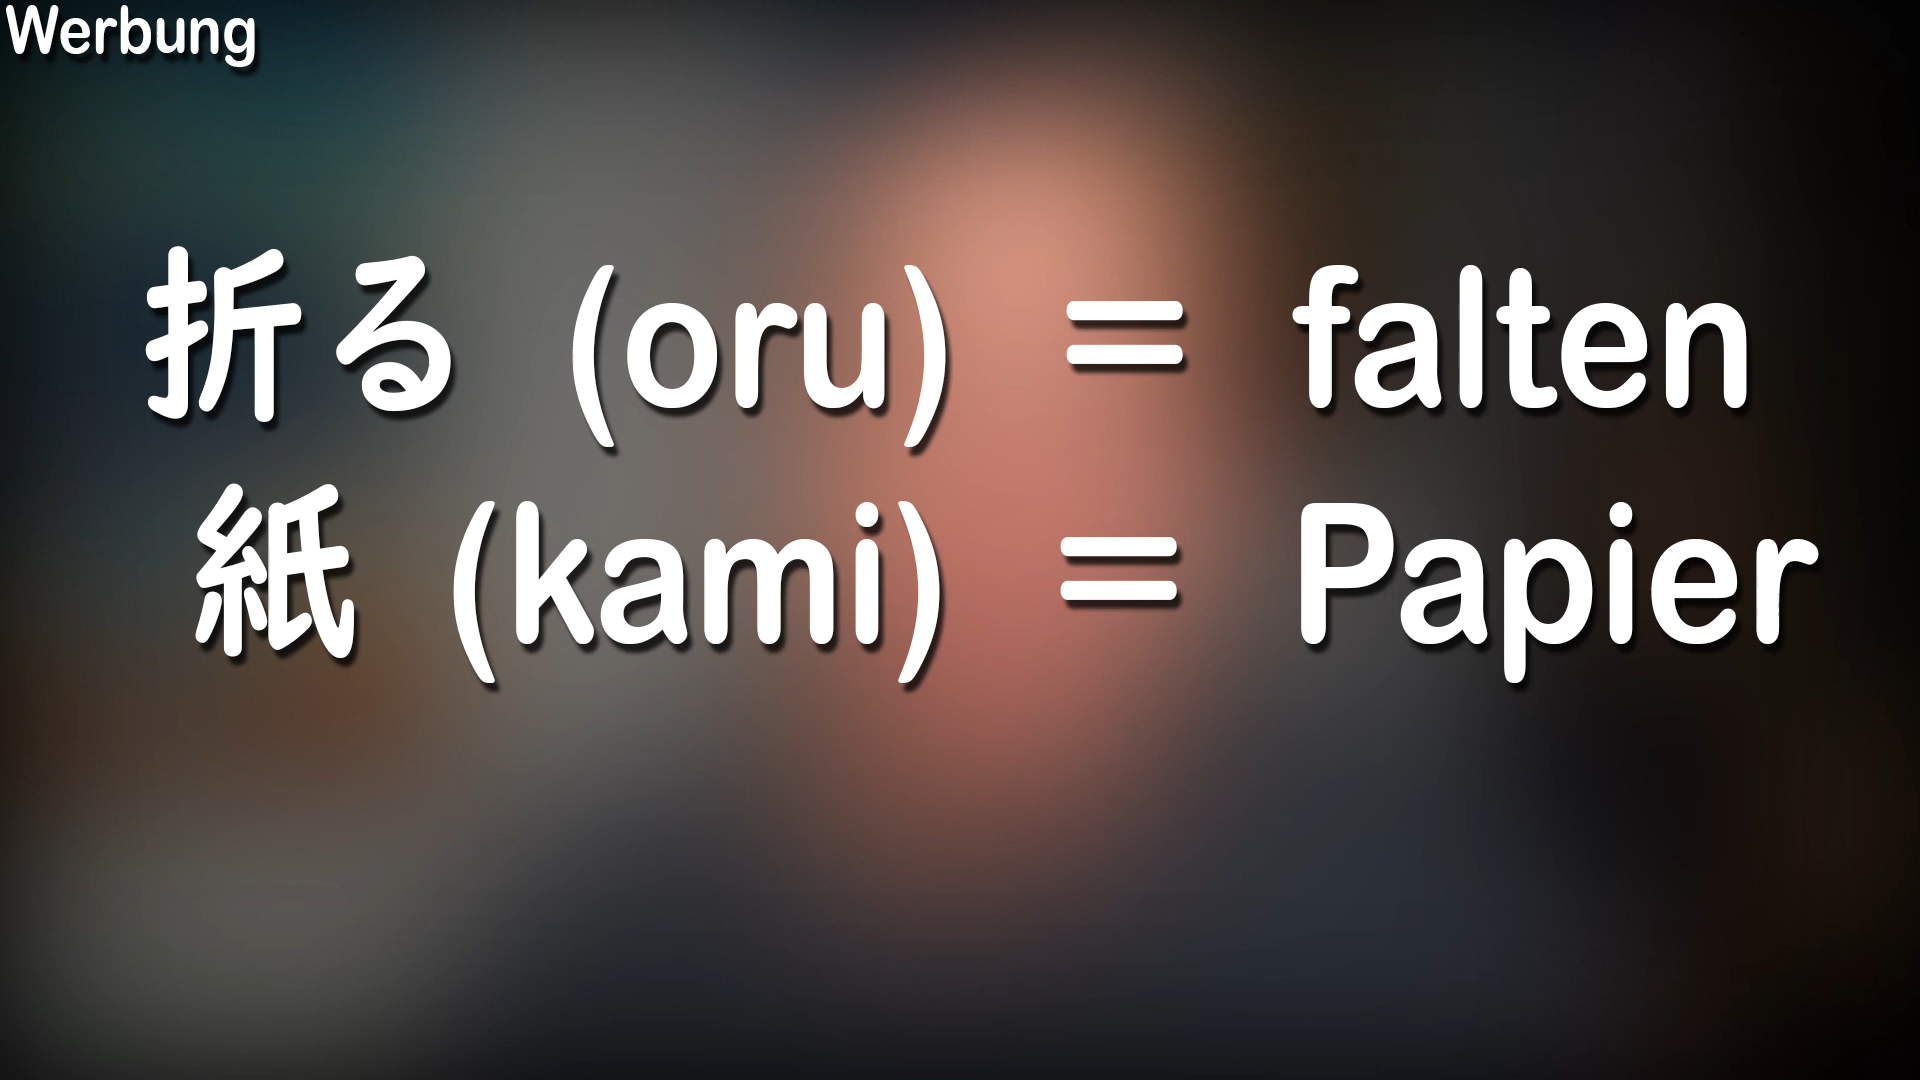 Werbung
折る (oru) = falten
紙 (kami) = Papier